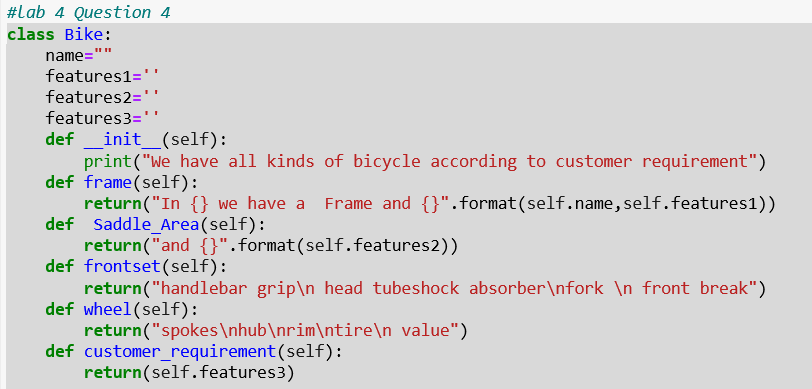 #lab 4 Question 4
class Bike:
    name=""
    features1=''
    features2=''
    features3=''
    def __init__(self):
        print("We have all kinds of bicycle according to customer requirement")
    def frame(self):
        return("In {} we have a  Frame and {}".format(self.name,self.features1))
    def  Saddle_Area(self):
        return("and {}".format(self.features2))
    def frontset(self):
        return("handlebar grip\n head tubeshock absorber\nfork \n front break")
    def wheel(self):
        return("spokes\nhub\nrim\ntire\n value")
    def customer_requirement(self):
        return(self.features3)